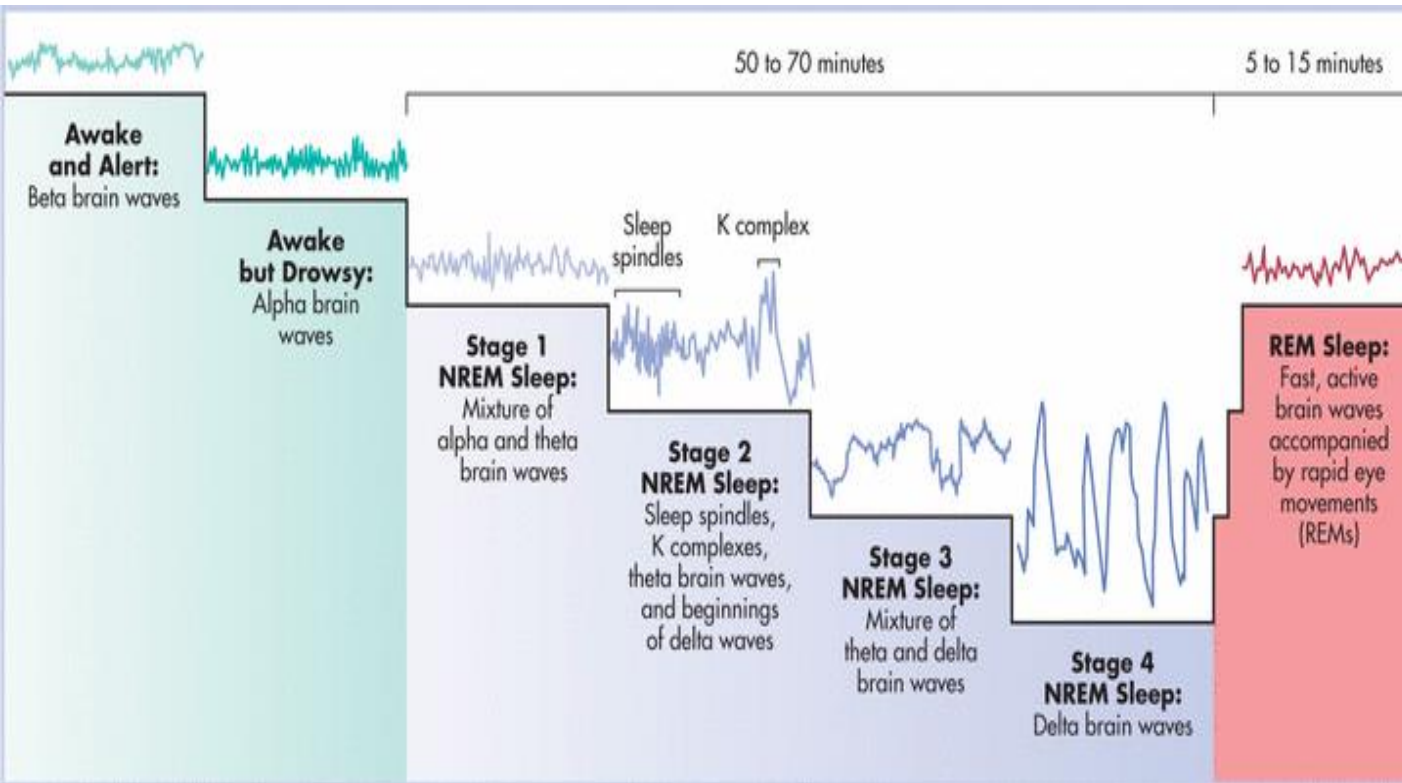 50 to 70 minutes
5 to 15 minutes
Awake
and Alert:
Beta brain waves
Awake
but Drowsy:
Alpha brain
waves
Stage 1
NREM Sleep:
Mixture of
alpha and theta
brain waves
Sleep
spindles
K complex
Stage 2
NREM Sleep:
Sleep spindles,
K complexes,
theta brain waves,
and beginnings
of delta waves
Stage 3
NREM Sleep:
Mixture of
theta and delta
brain waves
Stage 4
NREM Sleep:
Delta brain waves
REM Sleep:
Fast, active
brain waves
accompanied
by rapid eye
movements
(REMs)